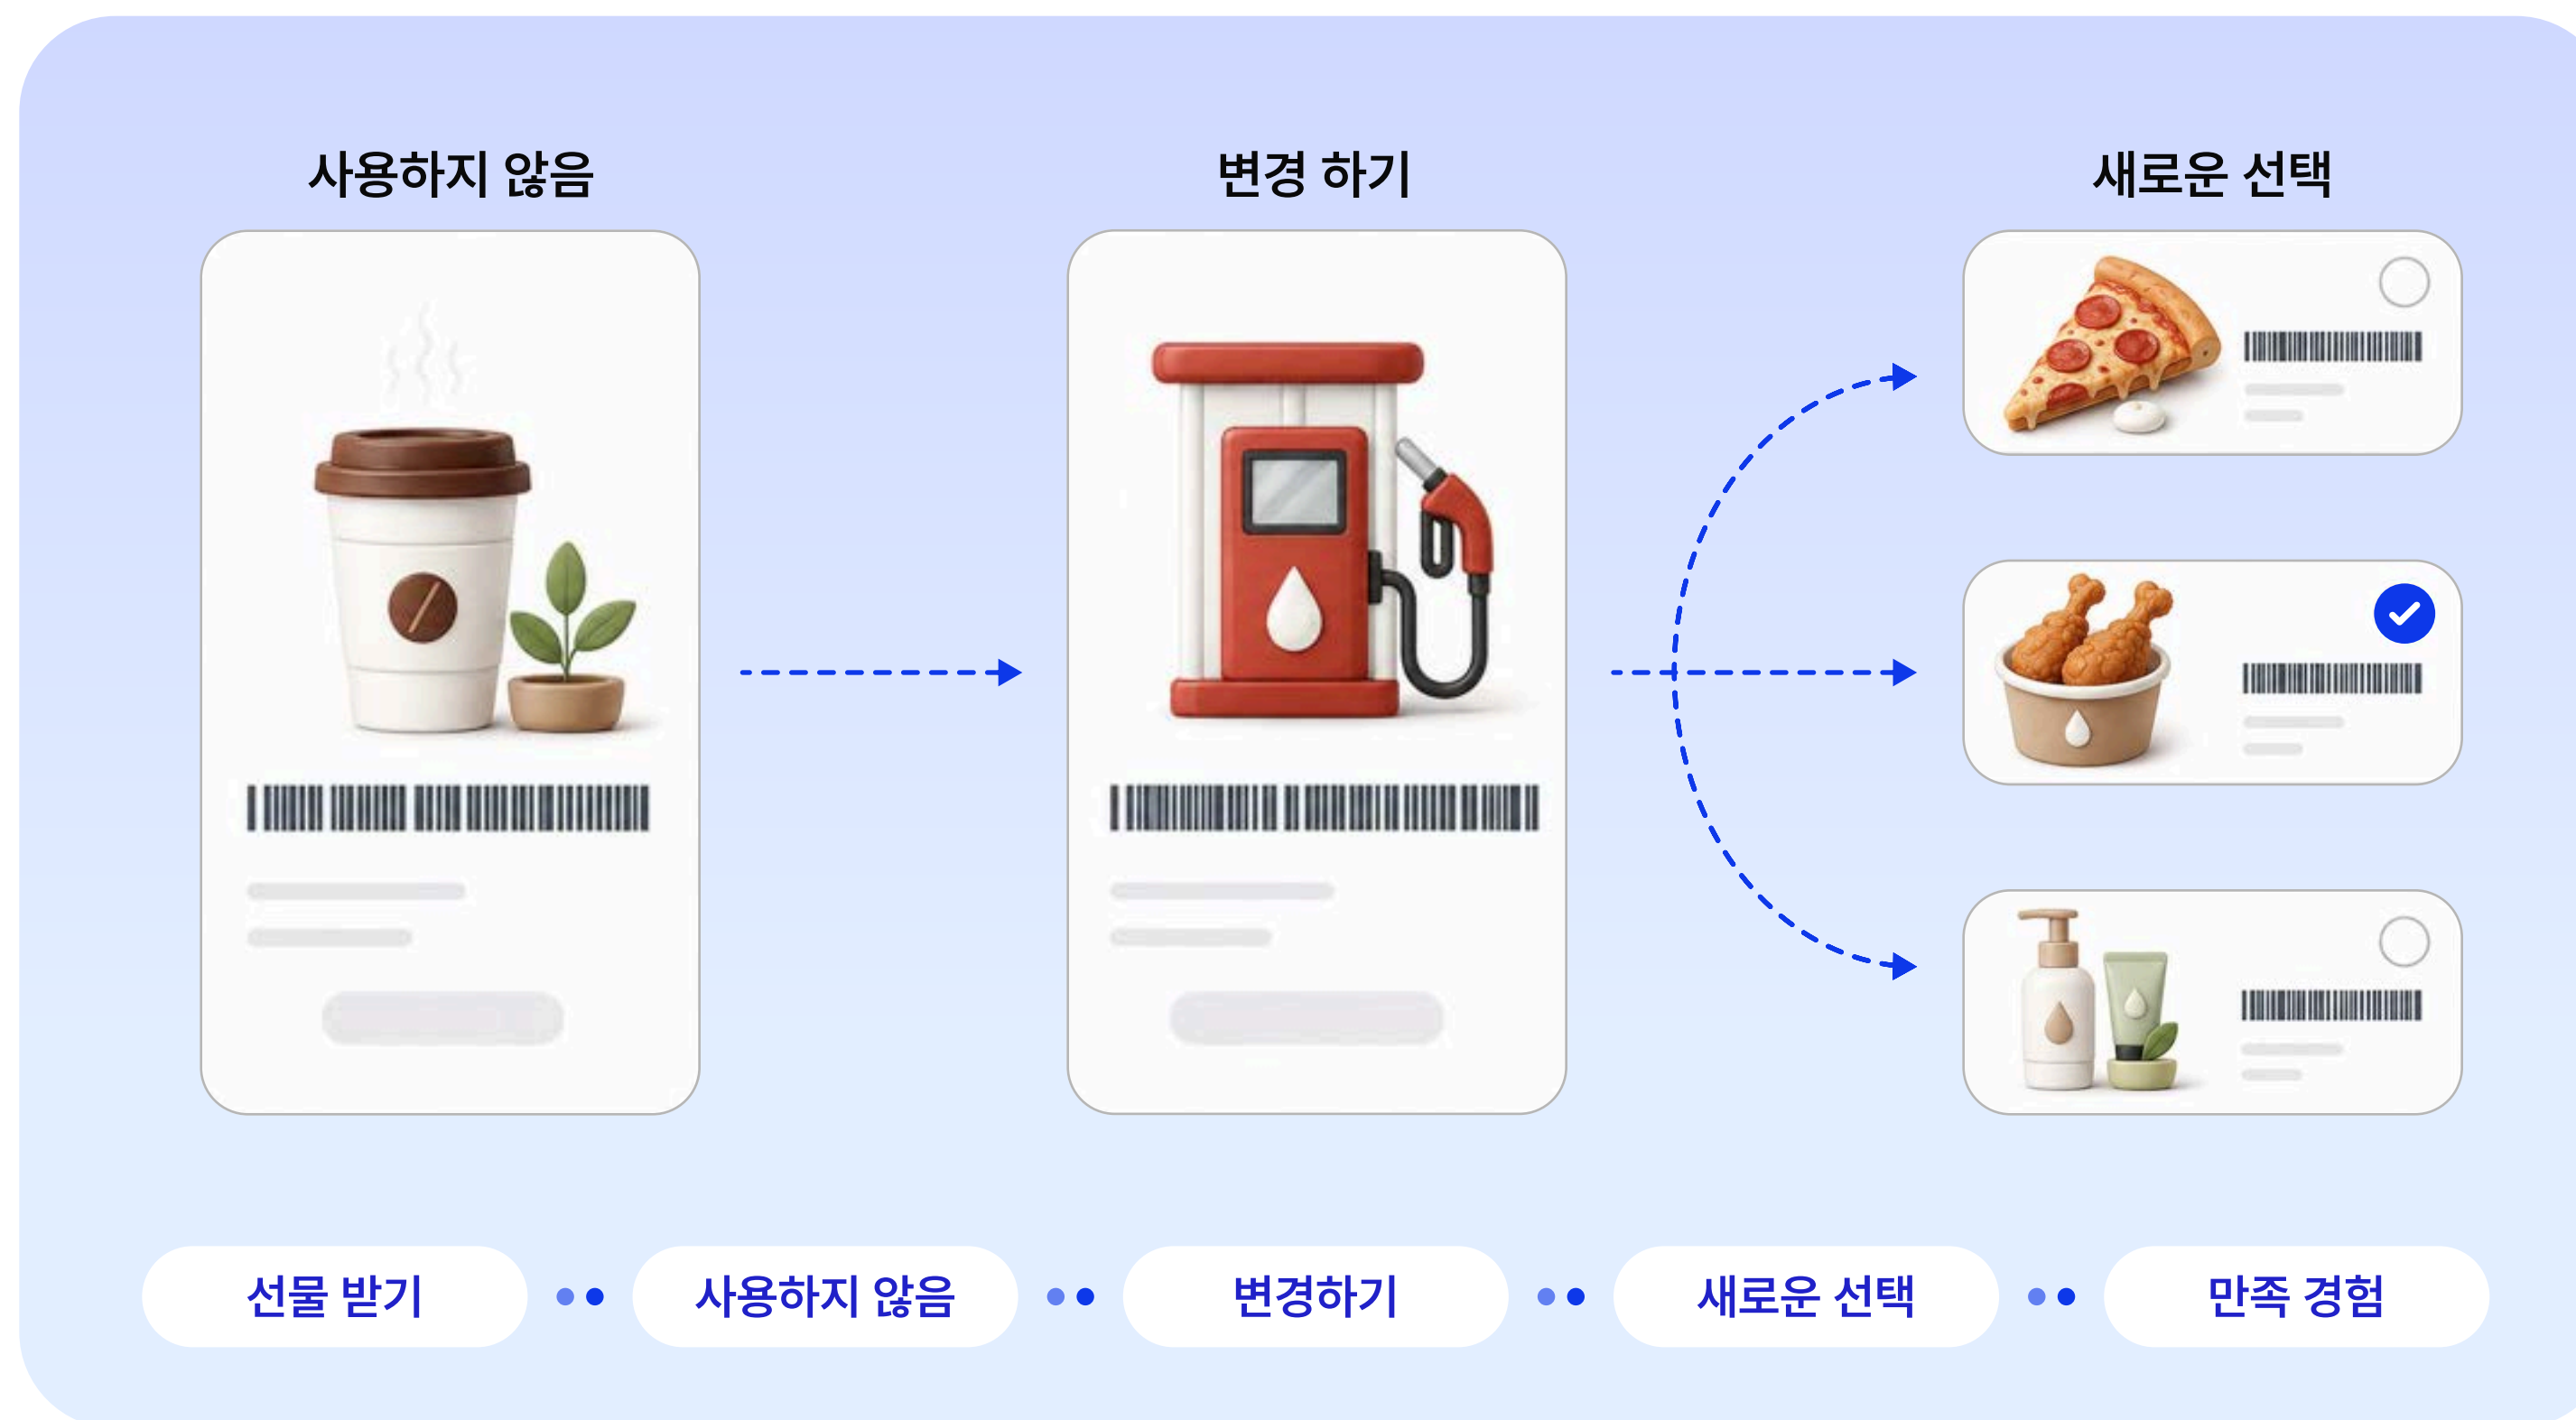 사용하지 않음
변경 하기
새로운 선택
선물 받기
사용하지 않음
변경하기
새로운 선택
만족 경험